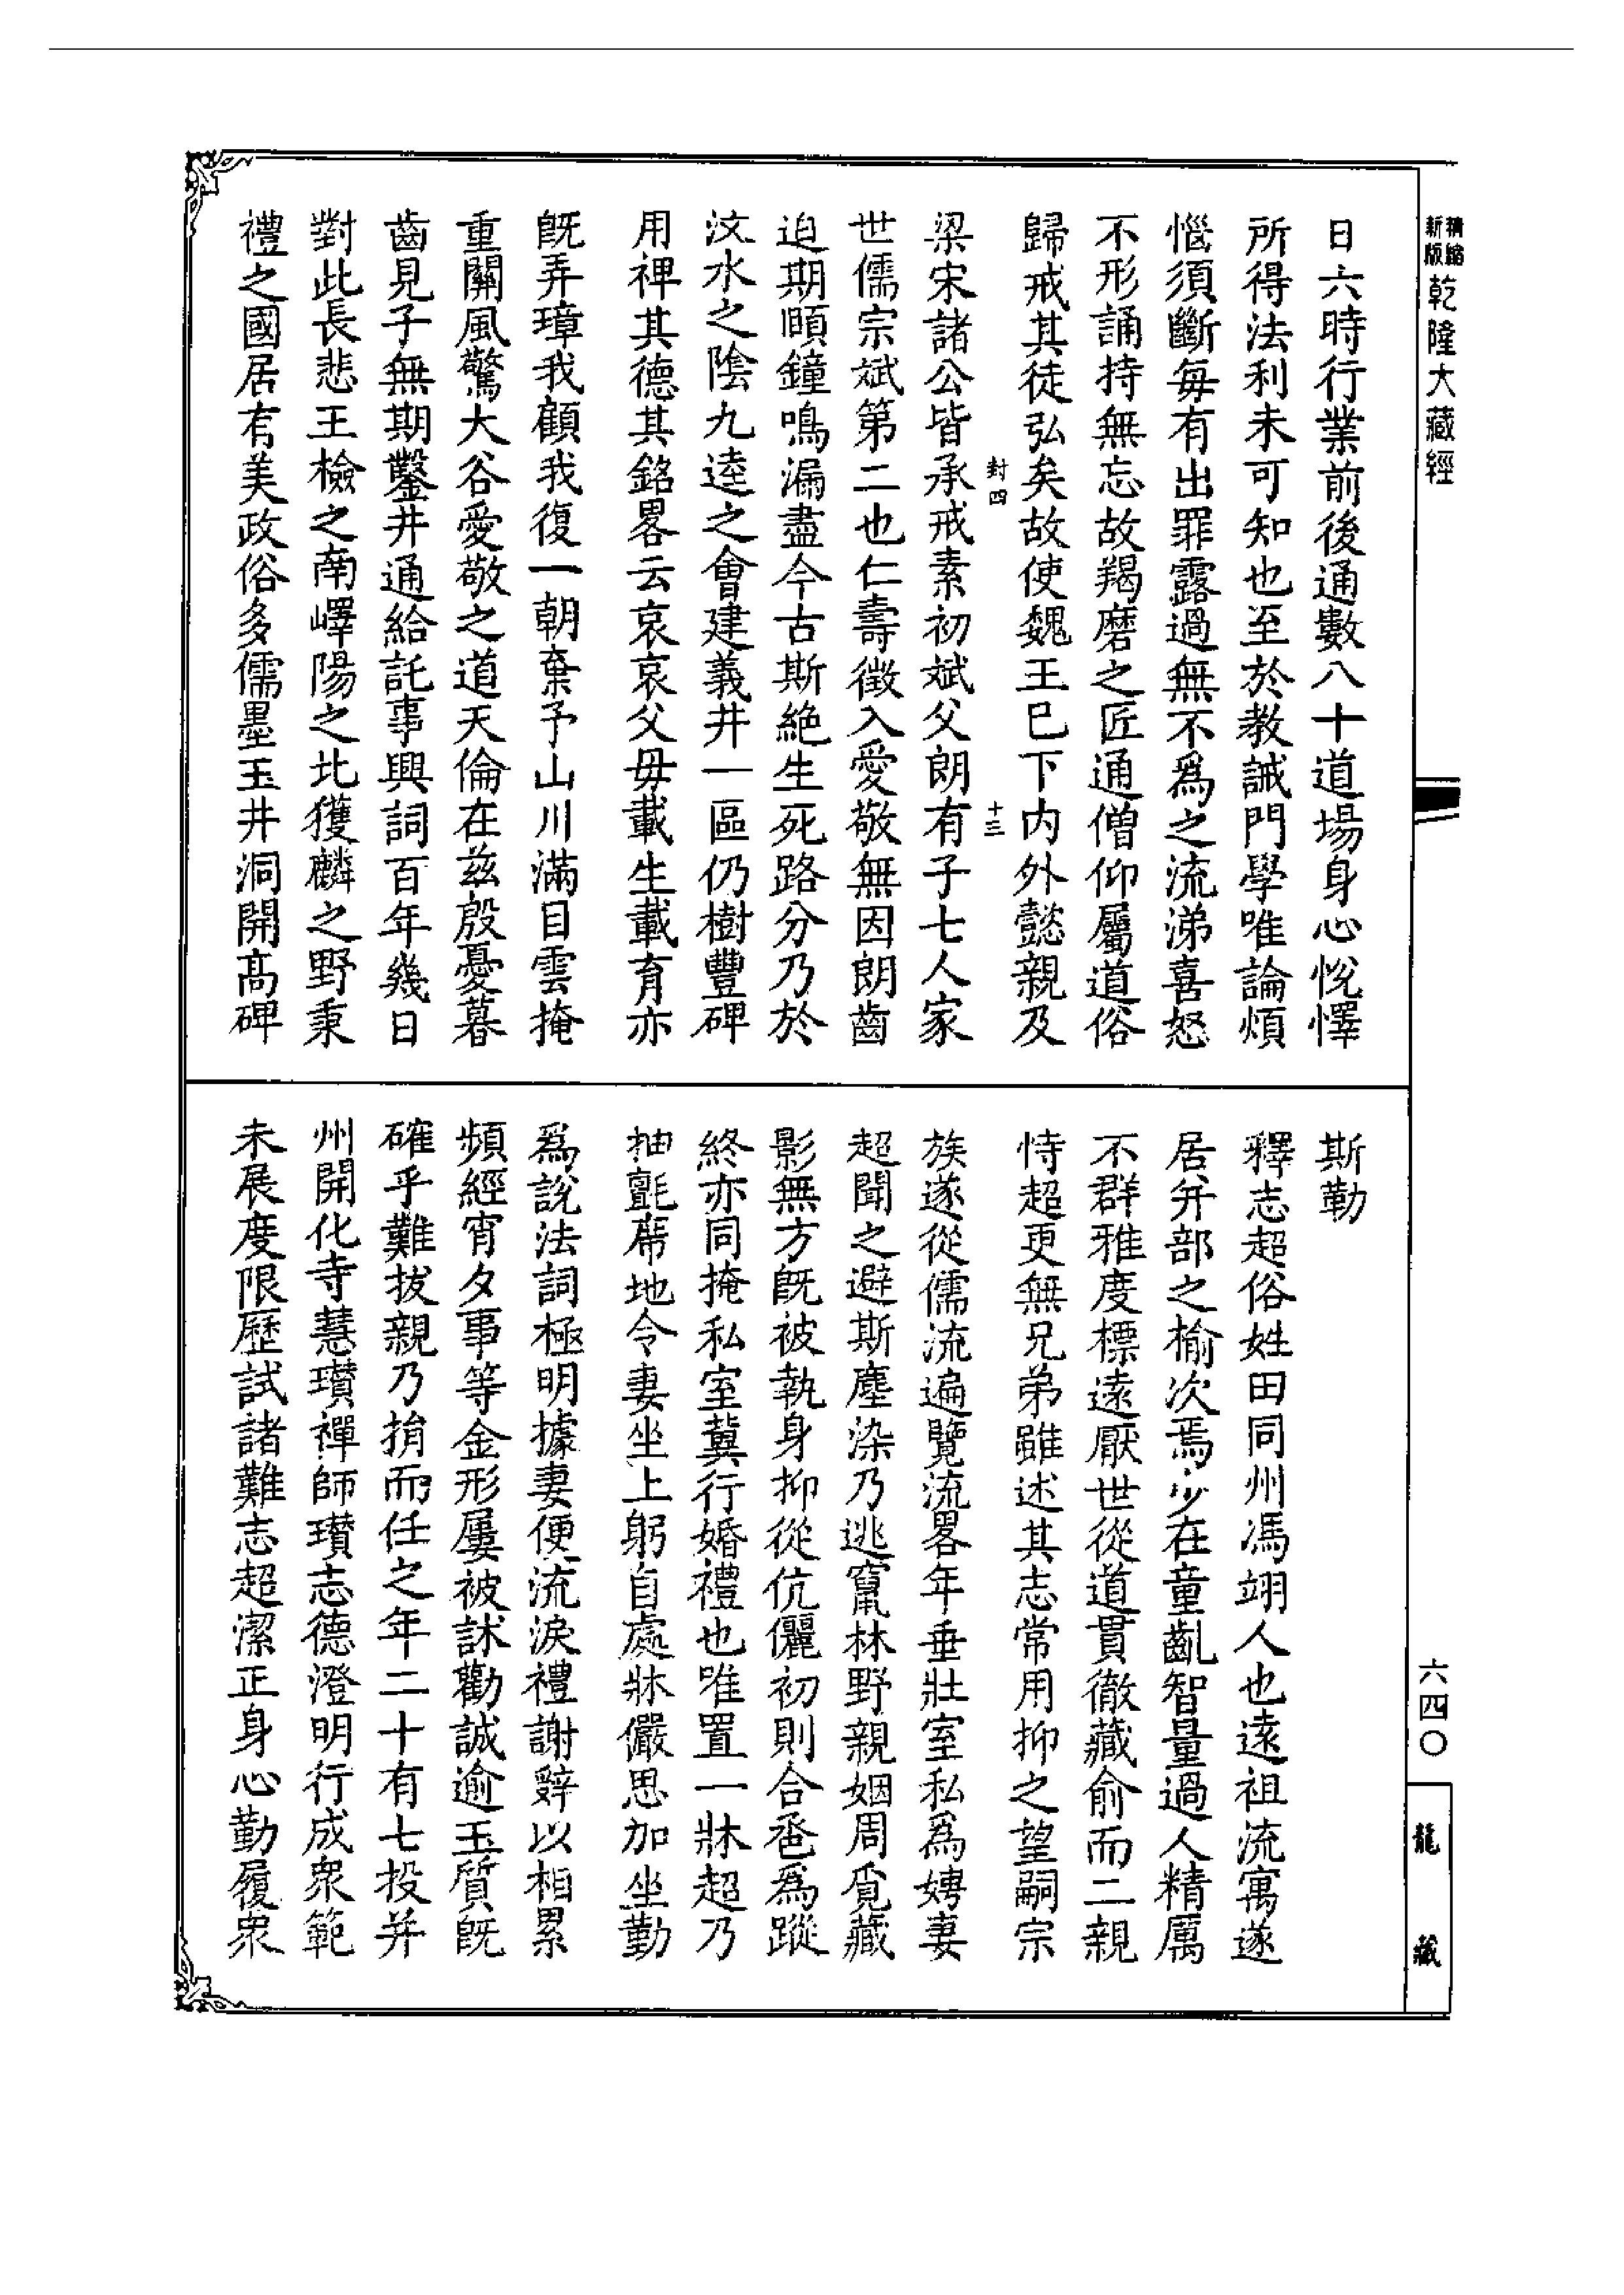 精縮新版乾隆大藏經
日六時行業前後通數八十道場身心悅懌
所得法利未可知也至於教誡門學唯論煩
惱須斷每有出罪露過無不爲之流涕喜怒
不形誦持無忘故羯磨之匠通僧仰屬道俗
歸戒其徒弘矣故使魏王已下內外懿親及
封四 十三
梁宋諸公皆承戒素初斌父朗有子七人家
世儒宗斌第二也仁壽徵入愛敬無因朗齒
迫期頤鐘鳴漏盡今古斯絶生死路分乃於
汶水之陰九逵之會建義井一區仍樹豐碑
用裨其德其銘畧云哀哀父毋載生載育亦
既弄璋我顧我復一朝棄予山川滿目雲掩
重關風驚大谷愛敬之道天倫在兹殷憂暮
齒見子無期鑿井通給託事興詞百年幾日
對此長悲王檢之南嶧陽之北獲麟之野秉
禮之國居有美政俗多儒墨玉井洞開髙碑
斯勒
釋志超俗姓田同州馮翊人也遠祖流寓遂
居幷部之榆次焉少在童齓智量過人精厲
不群雅度標遠厭世從道貫徹藏俞而二親
恃超更無兄弟雖述其志常用抑之望嗣宗
族遂從儒流遍覽流畧年垂壯室私爲娉妻
超聞之避斯塵染乃逃竄林野親姻周覓藏
影無方既被執身抑從伉儷初則合巹爲蹤
終亦同掩私室冀行婚禮也唯置一牀超乃
抽氈席地令妻坐上躬自處牀儼思加坐勤
爲說法詞極明據妻便流淚禮謝辤以相累
頻經宵夕事等金形屢被訹勸誠逾玉質既
確乎難拔親乃捐而任之年二十有七投并
州開化寺慧瓚禪師瓚志德澄明行成衆範
未展度限歷試諸難志超潔正身心勤履衆
六四〇
龍藏